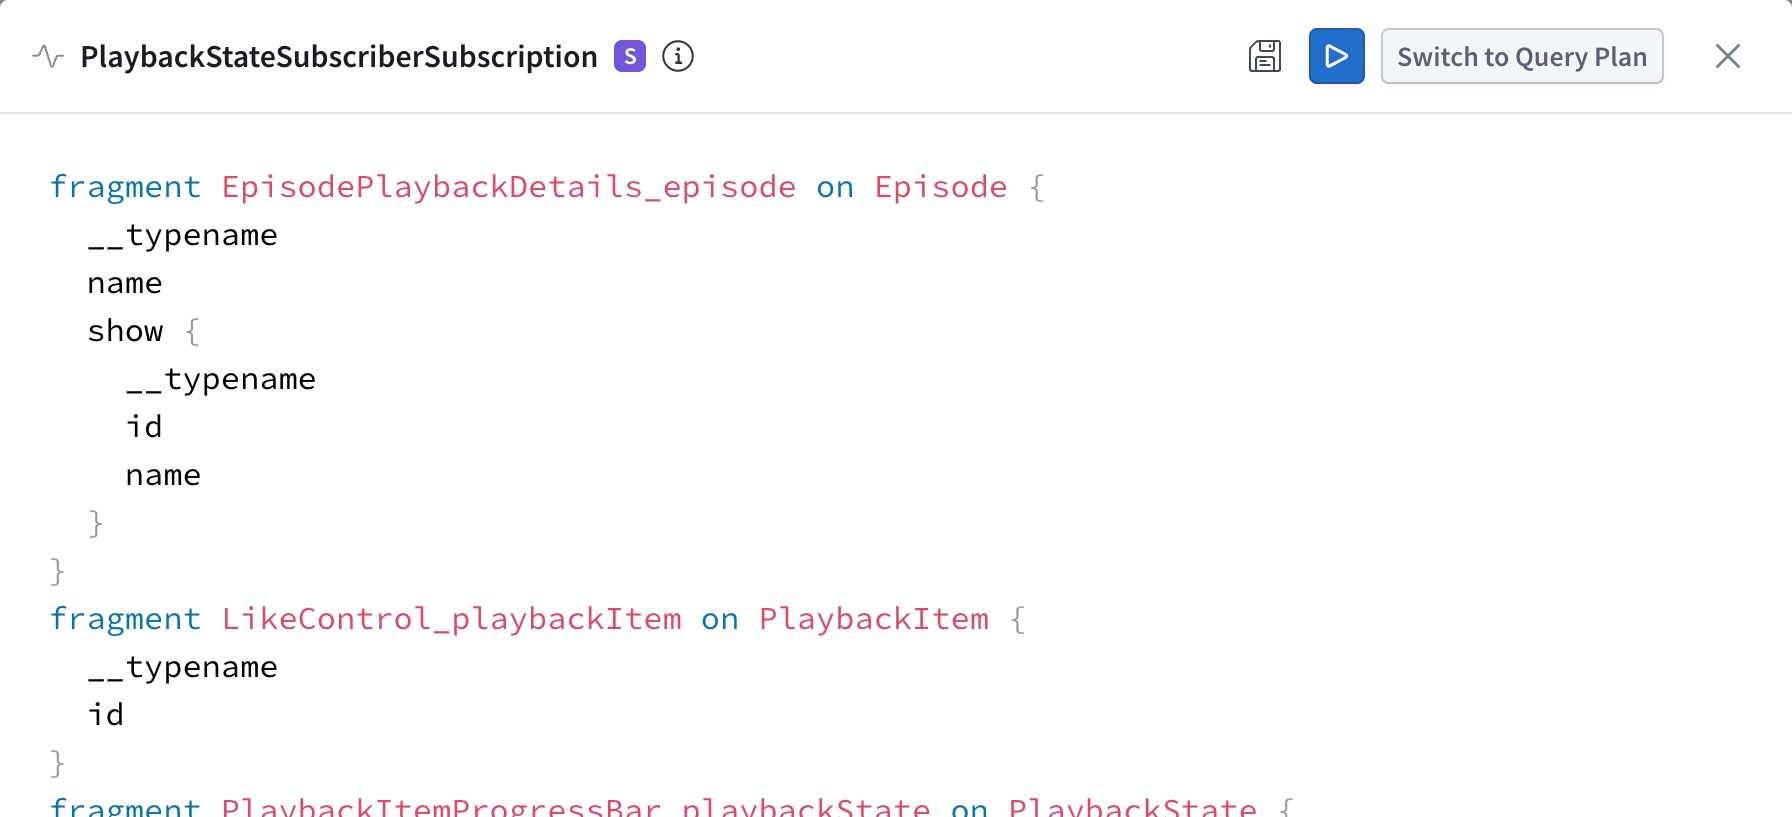 PlaybackStateSubscriberSubscription S i Switch to Query Plan
fragment EpisodePlaybackDetails_episode on Episode {
  __typename
  name
  show {
    __typename
    id
    name
  }
}
fragment LikeControl_playbackItem on PlaybackItem {
  __typename
  id
}
fragment PlaybackItemProgressBar_playbackState on PlaybackState {